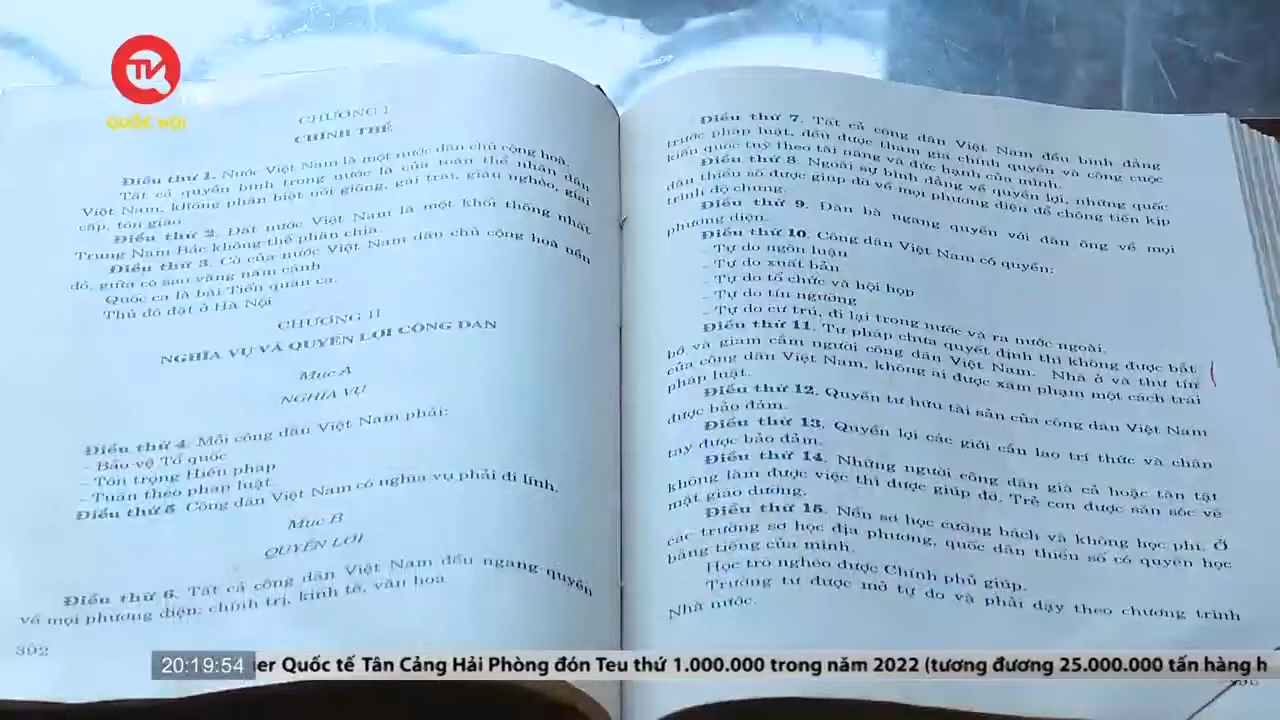 TV
QUỐC HỘI
CHƯƠNG I
CHÍNH THỂ
Điều thứ 1. Nước Việt Nam là một nước dân chủ cộng hoà.
Tất cả quyền bính trong nước là của toàn thể nhân dân
Việt Nam, không phân biệt nòi giống, gái trai, giàu nghèo, giai
cấp, tôn giáo.
Điều thứ 2. Đất nước Việt Nam là một khối thống nhất
Trung Nam Bắc không thể phân chia.
Điều thứ 3. Cờ của nước Việt Nam dân chủ cộng hoà nền
đỏ, giữa có sao vàng năm cánh.
Quốc ca là bài Tiến quân ca.
Thủ đô đặt ở Hà Nội.
CHƯƠNG II
NGHĨA VỤ VÀ QUYỀN LỢI CÔNG DÂN
Mục A
NGHĨA VỤ
Điều thứ 4. Mỗi công dân Việt Nam phải:
- Bảo vệ Tổ quốc
- Tôn trọng Hiến pháp
- Tuân theo pháp luật.
Điều thứ 5. Công dân Việt Nam có nghĩa vụ phải đi lính.
Mục B
QUYỀN LỢI
Điều thứ 6. Tất cả công dân Việt Nam đều ngang quyền
về mọi phương diện: chính trị, kinh tế, văn hoá.
392
Điều thứ 7. Tất cả công dân Việt Nam đều bình đẳng
trước pháp luật, đều được tham gia chính quyền và công cuộc
kiến quốc tuỳ theo tài năng và đức hạnh của mình.
Điều thứ 8. Ngoài sự bình đẳng về quyền lợi, những quốc
dân thiểu số được giúp đỡ về mọi phương diện để chóng tiến kịp
trình độ chung.
Điều thứ 9. Đàn bà ngang quyền với đàn ông về mọi
phương diện.
Điều thứ 10. Công dân Việt Nam có quyền:
- Tự do ngôn luận
- Tự do xuất bản
- Tự do tổ chức và hội họp
- Tự do tín ngưỡng
- Tự do cư trú, đi lại trong nước và ra nước ngoài.
Điều thứ 11. Tư pháp chưa quyết định thì không được bắt
bớ và giam cầm người công dân Việt Nam. Nhà ở và thư tín
của công dân Việt Nam, không ai được xâm phạm một cách trái
pháp luật.
Điều thứ 12. Quyền tư hữu tài sản của công dân Việt Nam
được bảo đảm.
Điều thứ 13. Quyền lợi các giới cần lao trí thức và chân
tay được bảo đảm.
Điều thứ 14. Những người công dân già cả hoặc tàn tật
không làm được việc thì được giúp đỡ. Trẻ con được săn sóc về
mặt giáo dưỡng.
Điều thứ 15. Nền sơ học cưỡng bách và không học phí. Ở
các trường sơ học địa phương, quốc dân thiểu số có quyền học
bằng tiếng của mình.
Học trò nghèo được Chính phủ giúp.
Trường tư được mở tự do và phải dạy theo chương trình
Nhà nước.
20:19:54 Quốc tế Tân Cảng Hải Phòng đón Teu thứ 1.000.000 trong năm 2022 (tương đương 25.000.000 tấn hàng h